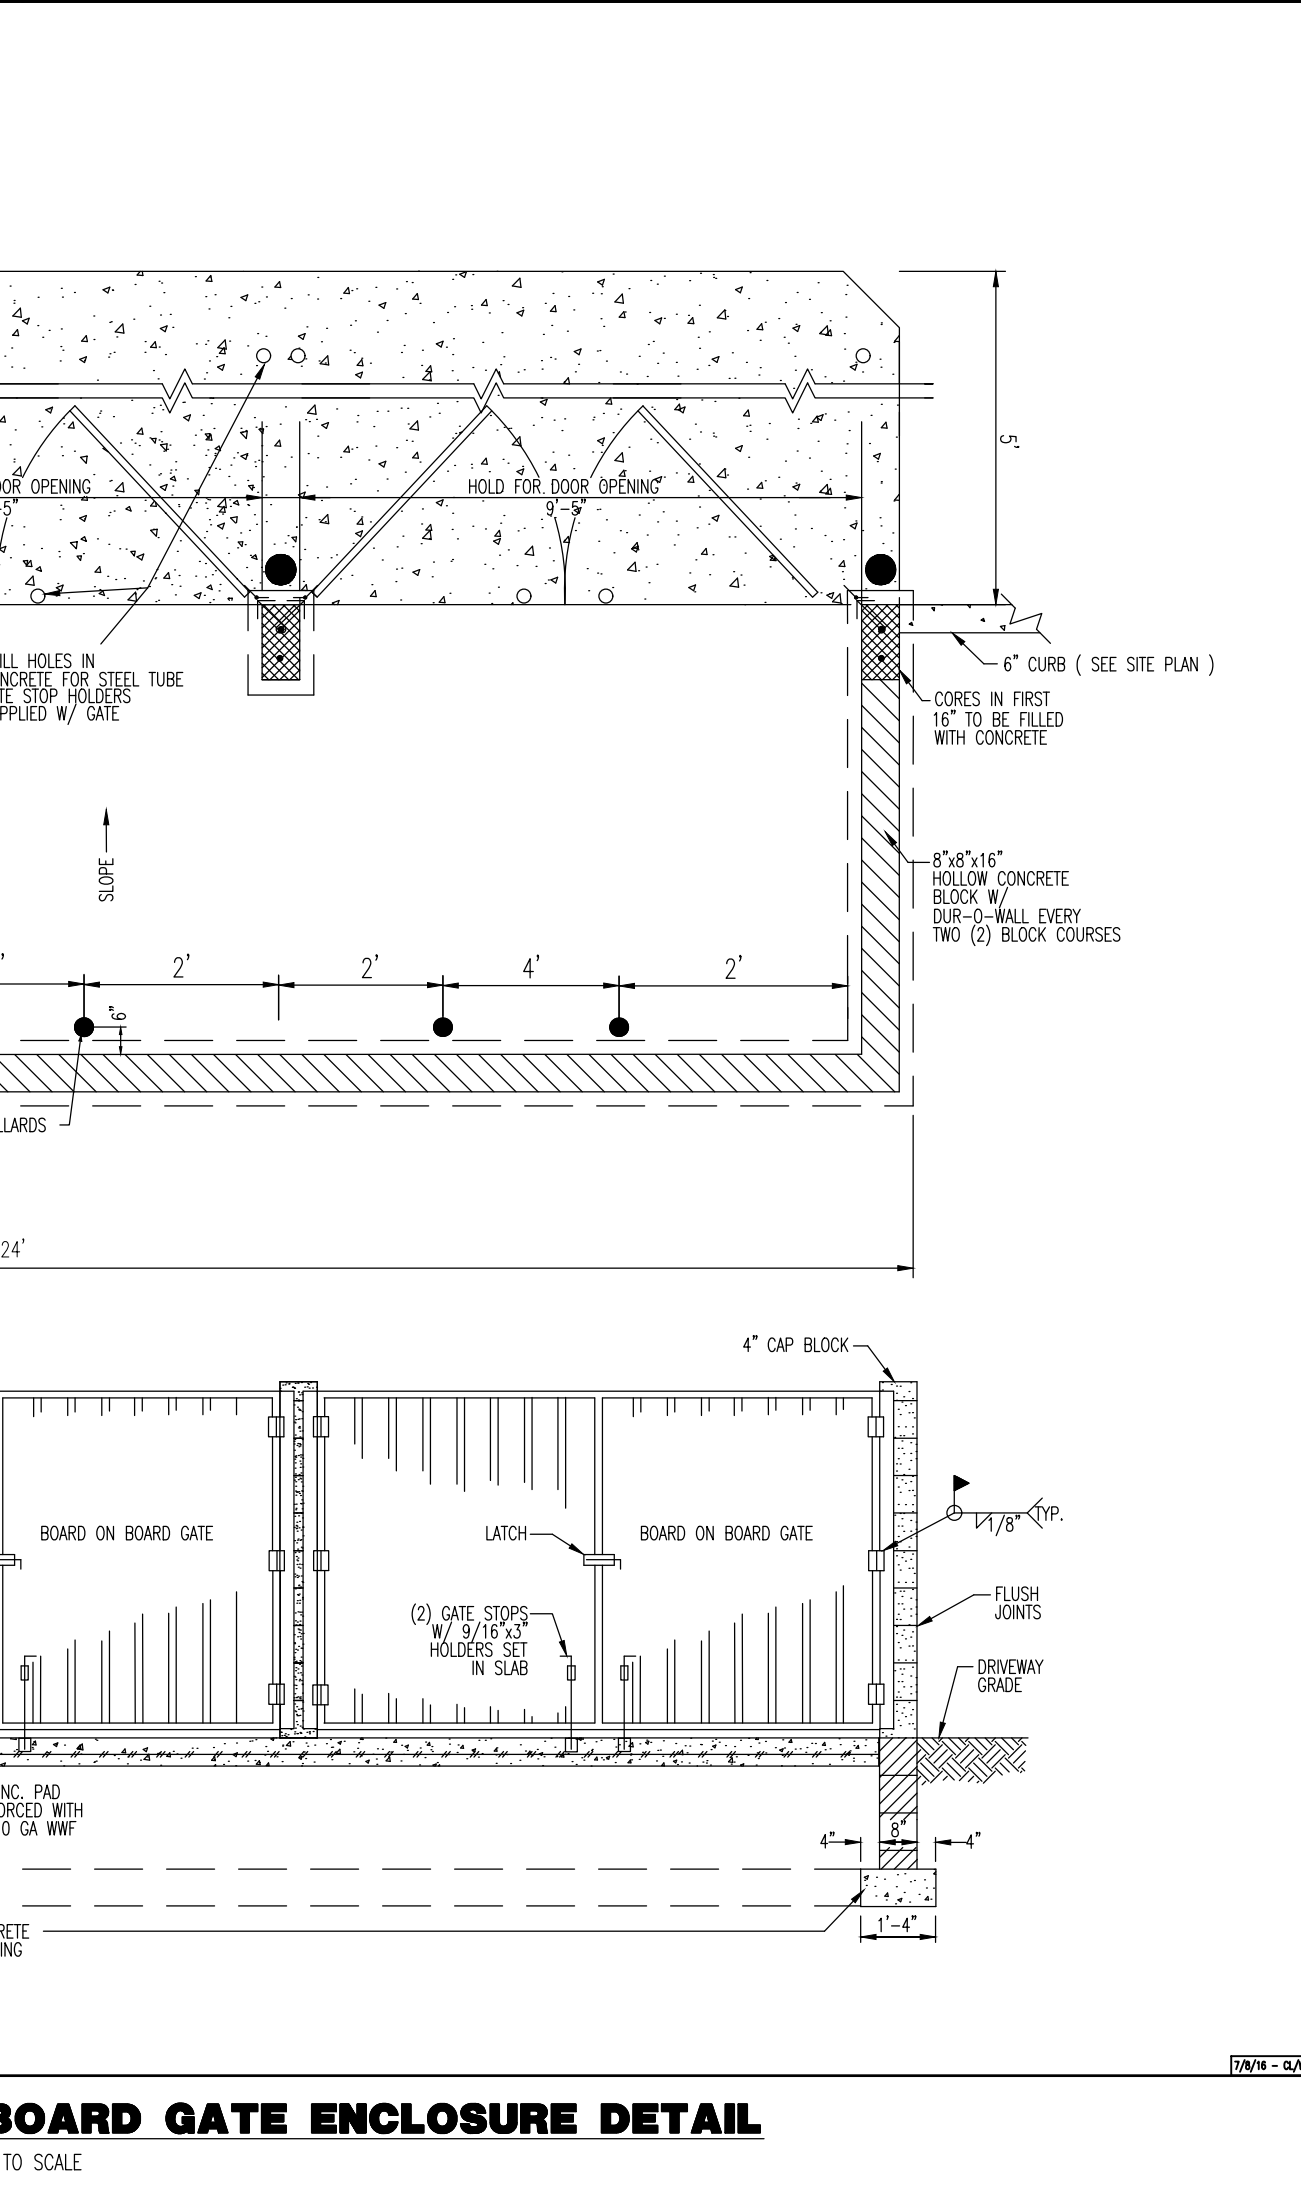 5'
OOR OPENING
-5"
HOLD FOR DOOR OPENING
9'-5"
ILL HOLES IN
NCRETE FOR STEEL TUBE
TE STOP HOLDERS
PPLIED W/ GATE
6" CURB ( SEE SITE PLAN )
CORES IN FIRST
16" TO BE FILLED
WITH CONCRETE
SLOPE
8"x8"x16"
HOLLOW CONCRETE
BLOCK W/
DUR-O-WALL EVERY
TWO (2) BLOCK COURSES
'
2'
2'
4'
2'
6"
LLARDS
24'
4" CAP BLOCK
BOARD ON BOARD GATE
LATCH
BOARD ON BOARD GATE
1/8"
TYP.
(2) GATE STOPS
W/ 9/16"x3"
HOLDERS SET
IN SLAB
FLUSH
JOINTS
DRIVEWAY
GRADE
NC. PAD
ORCED WITH
0 GA WWF
4"
8"
4"
RETE
ING
1'-4"
7/8/16 - CL/
BOARD GATE ENCLOSURE DETAIL
TO SCALE